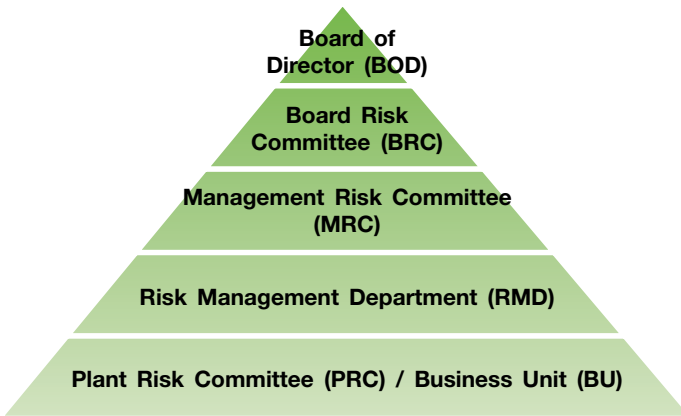 Board of
Director (BOD)
Board Risk
Committee (BRC)
Management Risk Committee
(MRC)
Risk Management Department (RMD)
Plant Risk Committee (PRC) / Business Unit (BU)